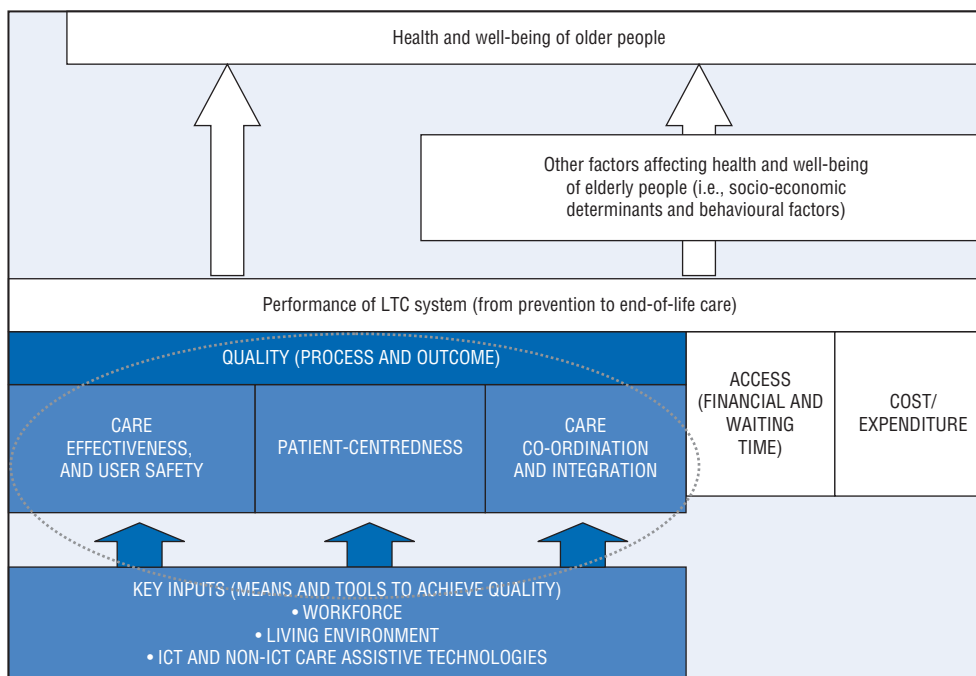 Health and well-being of older people
Other factors affecting health and well-being
of elderly people (i.e., socio-economic
determinants and behavioural factors)
Performance of LTC system (from prevention to end-of-life care)
QUALITY (PROCESS AND OUTCOME)
CARE
EFFECTIVENESS,
AND USER SAFETY
PATIENT-CENTREDNESS
CARE
CO-ORDINATION
AND INTEGRATION
ACCESS
(FINANCIAL AND
WAITING
TIME)
COST/
EXPENDITURE
KEY INPUTS (MEANS AND TOOLS TO ACHIEVE QUALITY)
• WORKFORCE
• LIVING ENVIRONMENT
• ICT AND NON-ICT CARE ASSISTIVE TECHNOLOGIES